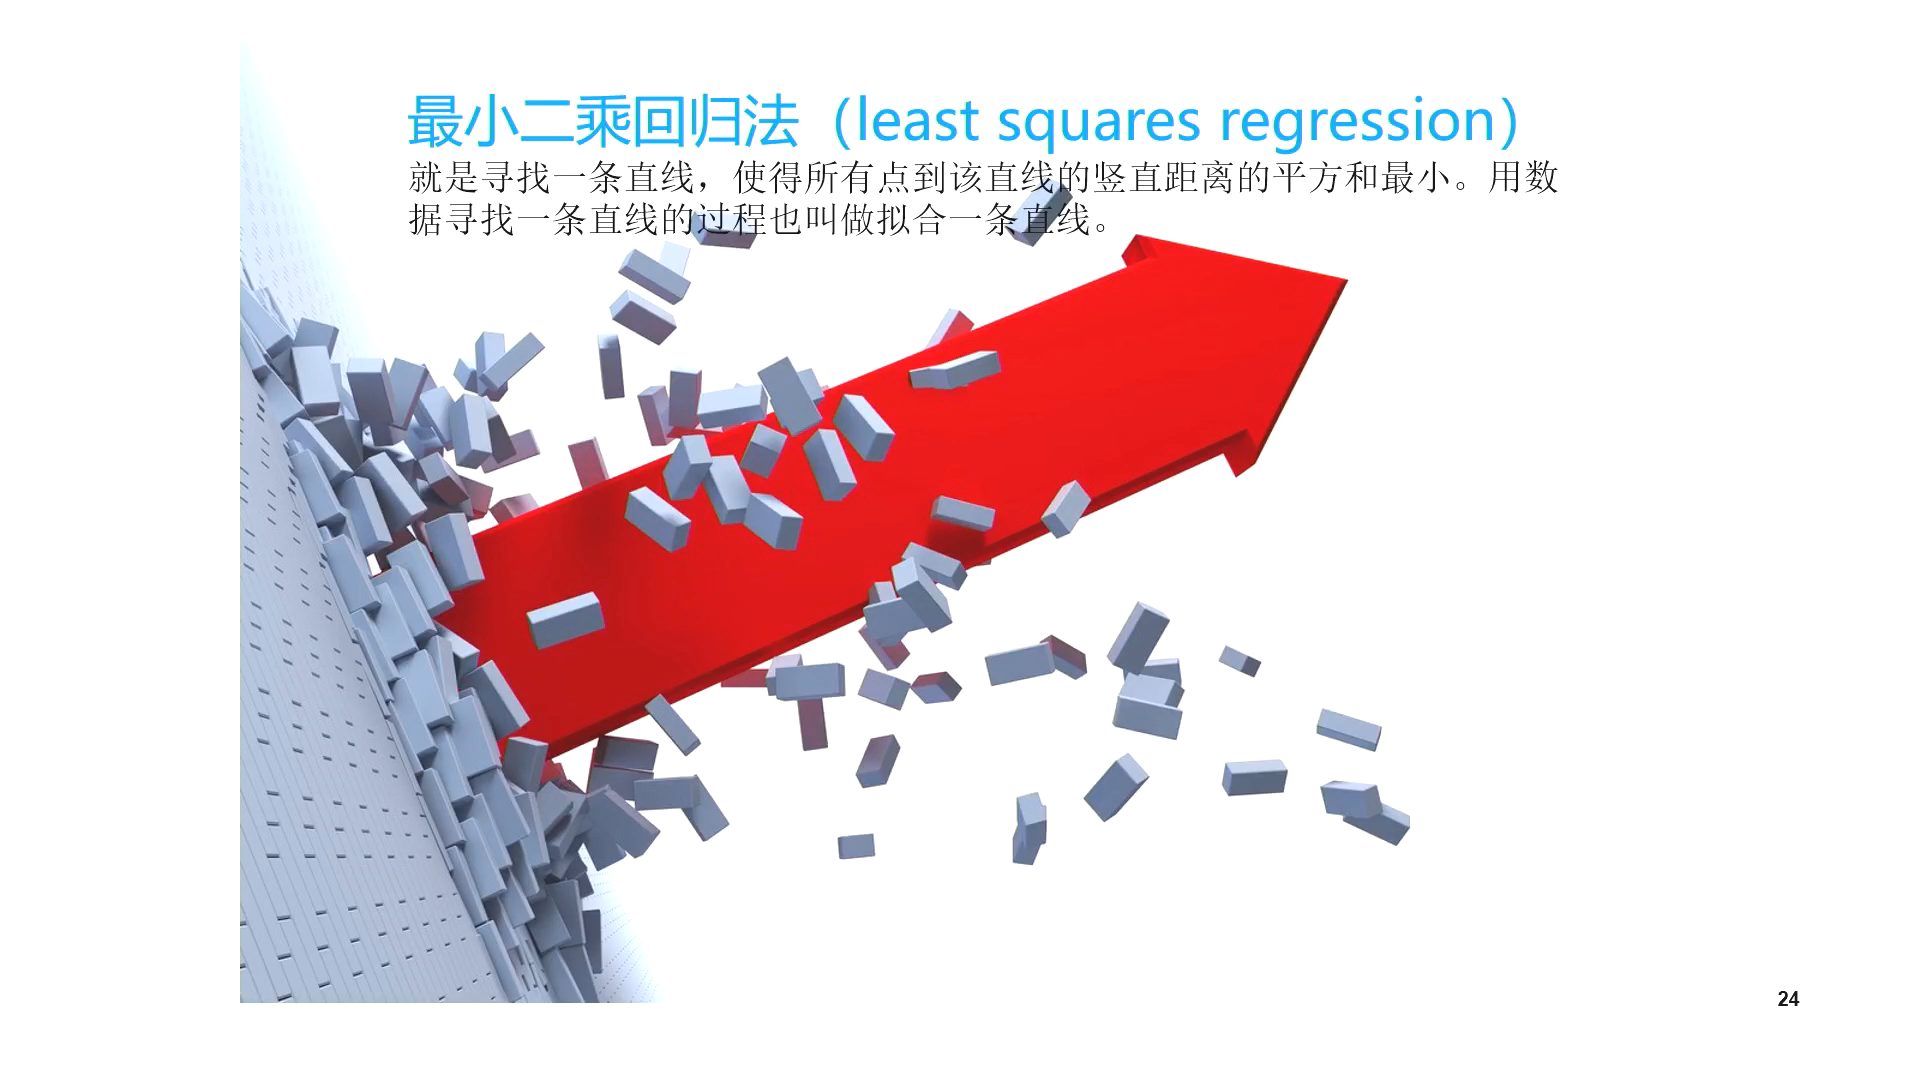 最小二乘回归法（least squares regression）
就是寻找一条直线，使得所有点到该直线的竖直距离的平方和最小。用数
据寻找一条直线的过程也叫做拟合一条直线。
24